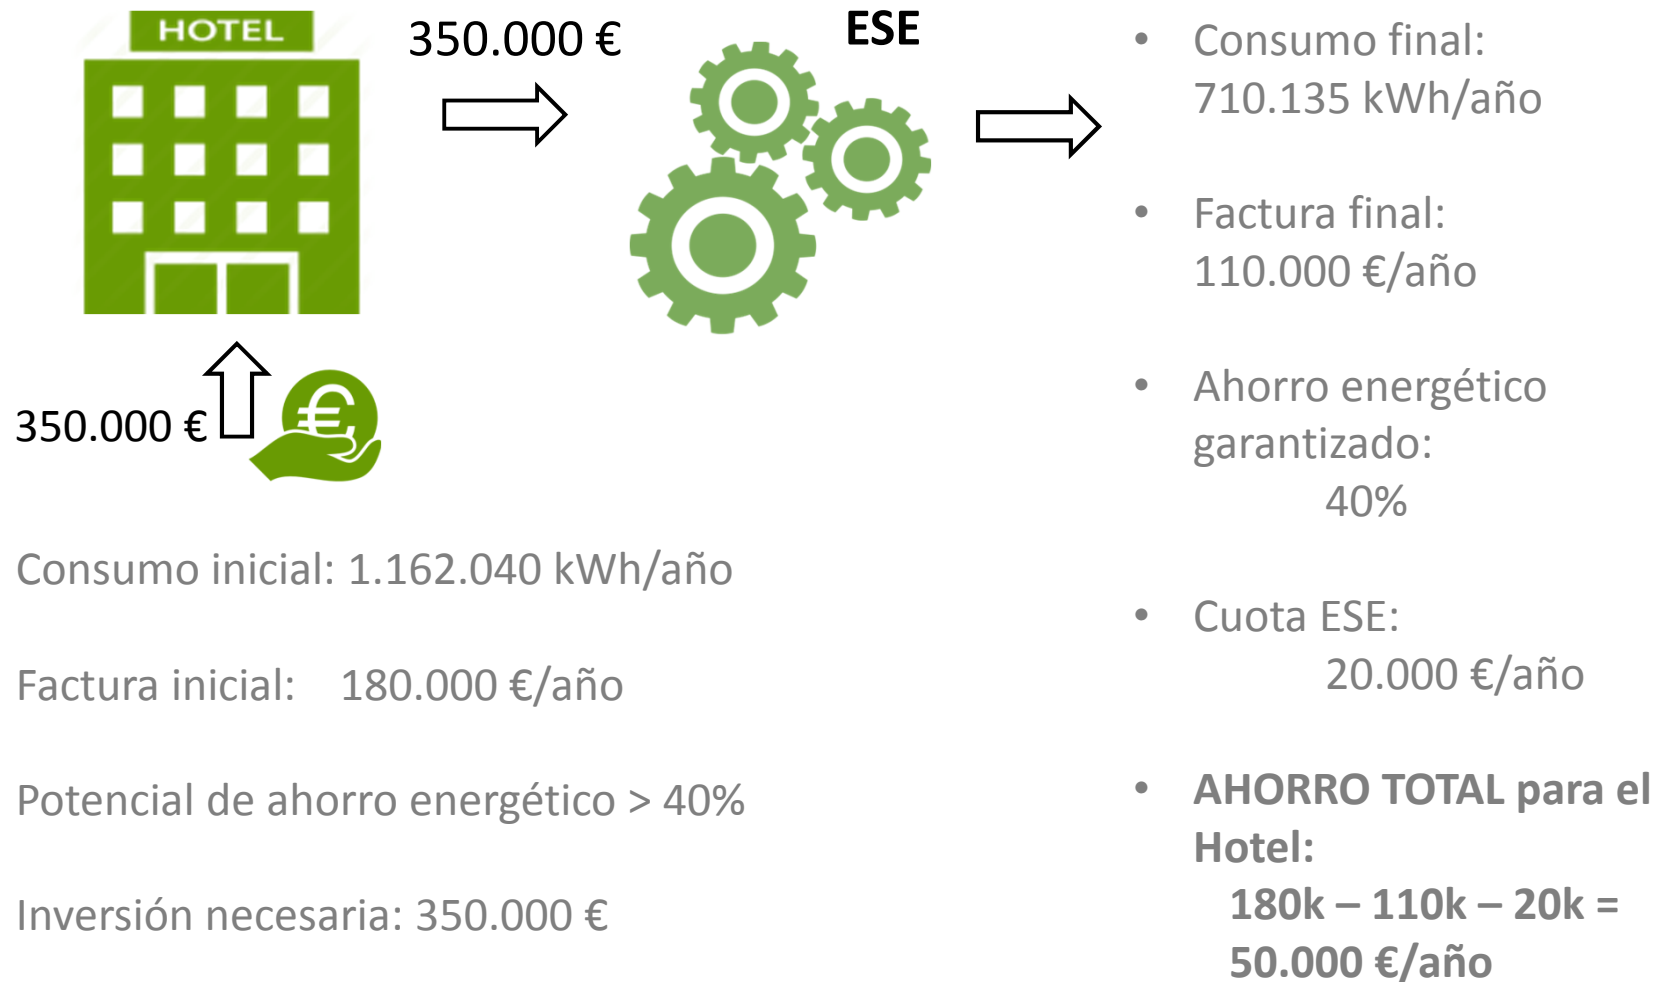 HOTEL
350.000 €
ESE
350.000 €
Consumo inicial: 1.162.040 kWh/año
Factura inicial: 180.000 €/año
Potencial de ahorro energético > 40%
Inversión necesaria: 350.000 €
• Consumo final:
710.135 kWh/año
• Factura final:
110.000 €/año
• Ahorro energético
garantizado:
40%
• Cuota ESE:
20.000 €/año
• AHORRO TOTAL para el
Hotel:
180k – 110k – 20k =
50.000 €/año